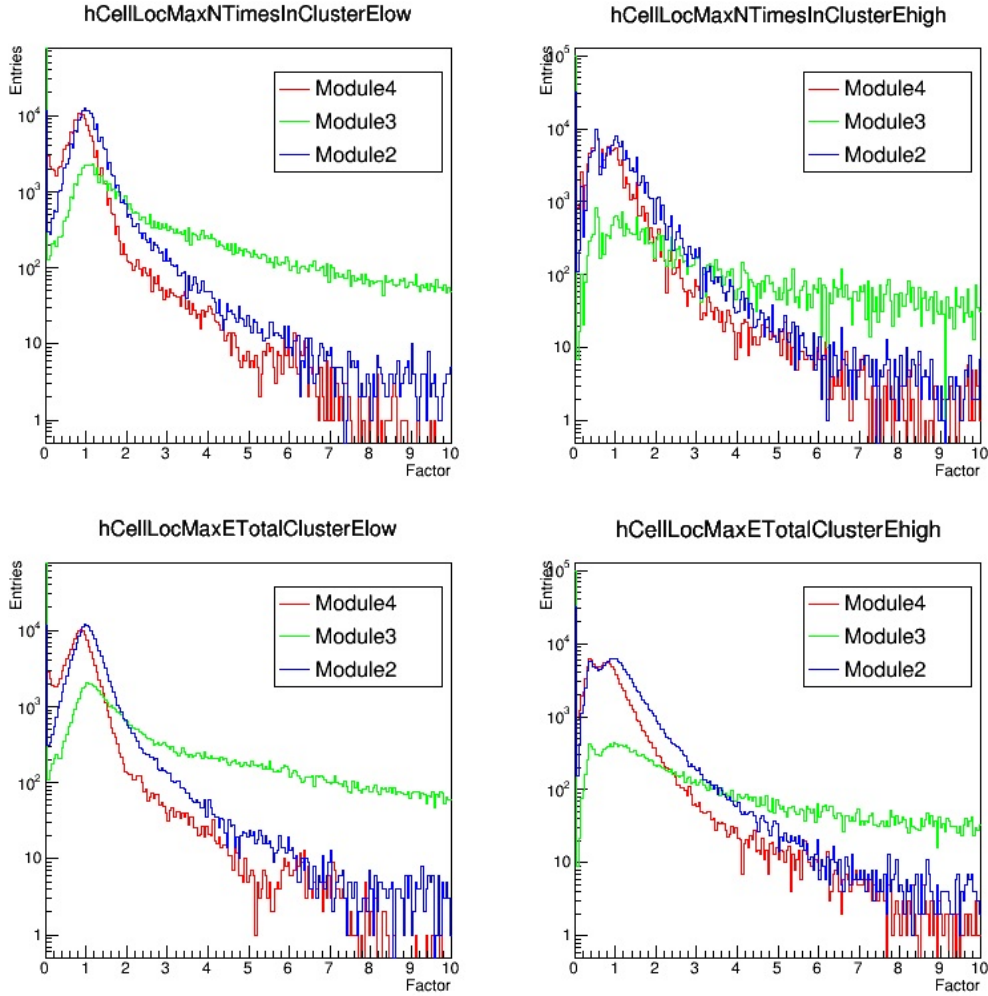 hCellLocMaxNTimesInClusterElow
Entries
Module4
Module3
Module2
10⁴
10³
10²
10
1
0 1 2 3 4 5 6 7 8 9 10
Factor
hCellLocMaxNTimesInClusterEhigh
Entries
Module4
Module3
Module2
10⁵
10⁴
10³
10²
10
1
0 1 2 3 4 5 6 7 8 9 10
Factor
hCellLocMaxETotalClusterElow
Entries
Module4
Module3
Module2
10⁴
10³
10²
10
1
0 1 2 3 4 5 6 7 8 9 10
Factor
hCellLocMaxETotalClusterEhigh
Entries
Module4
Module3
Module2
10⁵
10⁴
10³
10²
10
1
0 1 2 3 4 5 6 7 8 9 10
Factor